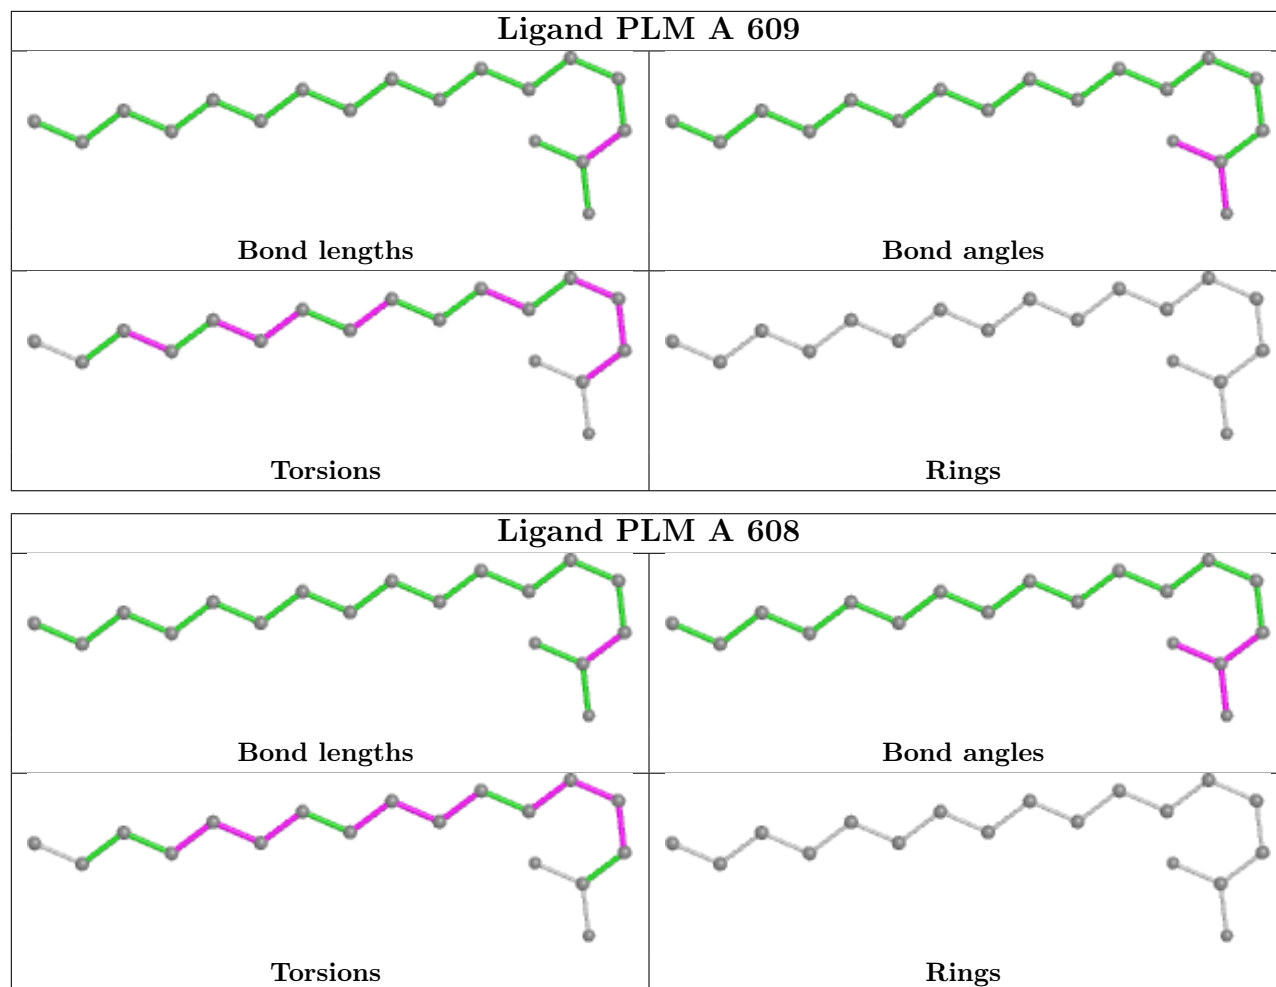 Ligand PLM A 609
Bond lengths
Bond angles
Torsions
Rings
Ligand PLM A 608
Bond lengths
Bond angles
Torsions
Rings